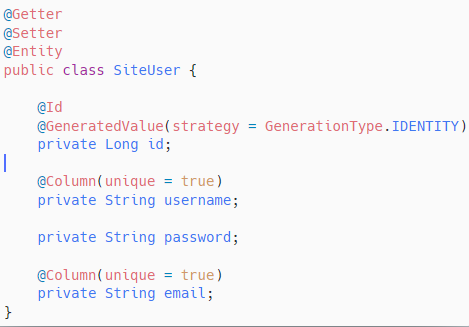 @Getter
@Setter
@Entity
public class SiteUser {
@Id
@GeneratedValue(strategy = GenerationType.IDENTITY)
private Long id;
@Column(unique = true)
private String username;
private String password;
@Column(unique = true)
private String email;
}